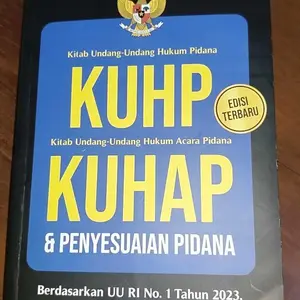 Kitab Undang-Undang Hukum Pidana
KUHP
EDISI
TERBARU
Kitab Undang-Undang Hukum Acara Pidana
KUHAP
& PENYESUAIAN PIDANA
Berdasarkan UU RI No. 1 Tahun 2023,